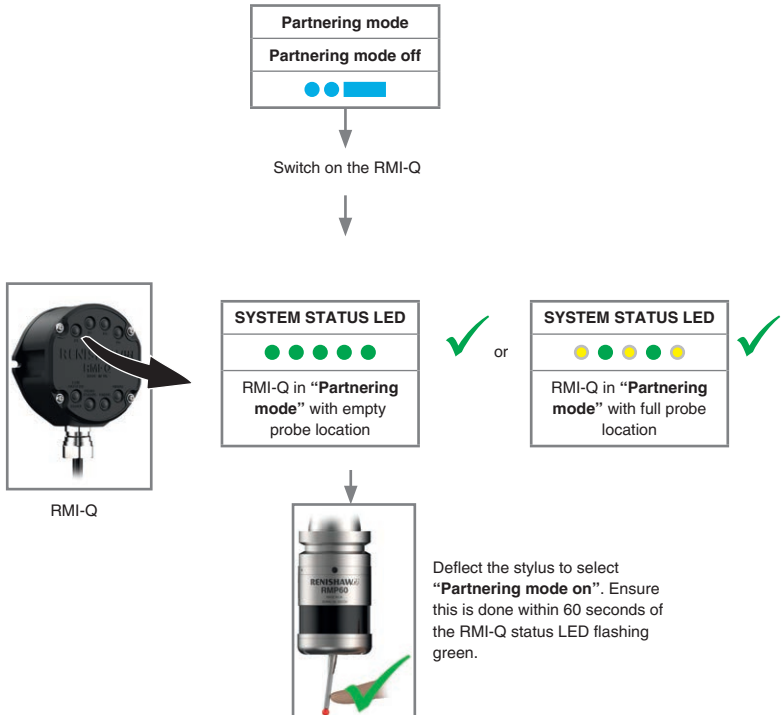 Partnering mode
Partnering mode off
Switch on the RMI-Q
SYSTEM STATUS LED
RMI-Q in “Partnering
mode” with empty
probe location
or
SYSTEM STATUS LED
RMI-Q in “Partnering
mode” with full probe
location
RENISHAW
RMI-Q
RENISHAW
RMP60
Deflect the stylus to select
“Partnering mode on”. Ensure
this is done within 60 seconds of
the RMI-Q status LED flashing
green.